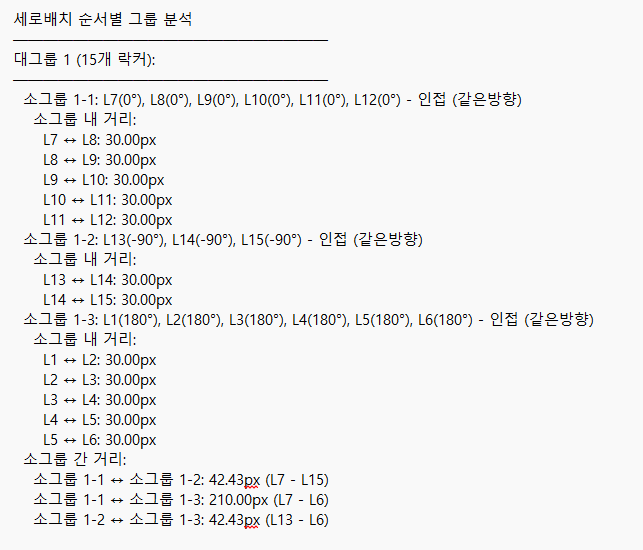 세로배치 순서별 그룹 분석
대그룹 1 (15개 락커):
소그룹 1-1: L7(0°), L8(0°), L9(0°), L10(0°), L11(0°), L12(0°) - 인접 (같은방향)
소그룹 내 거리:
L7 ↔ L8: 30.00px
L8 ↔ L9: 30.00px
L9 ↔ L10: 30.00px
L10 ↔ L11: 30.00px
L11 ↔ L12: 30.00px
소그룹 1-2: L13(-90°), L14(-90°), L15(-90°) - 인접 (같은방향)
소그룹 내 거리:
L13 ↔ L14: 30.00px
L14 ↔ L15: 30.00px
소그룹 1-3: L1(180°), L2(180°), L3(180°), L4(180°), L5(180°), L6(180°) - 인접 (같은방향)
소그룹 내 거리:
L1 ↔ L2: 30.00px
L2 ↔ L3: 30.00px
L3 ↔ L4: 30.00px
L4 ↔ L5: 30.00px
L5 ↔ L6: 30.00px
소그룹 간 거리:
소그룹 1-1 ↔ 소그룹 1-2: 42.43px (L7 - L15)
소그룹 1-1 ↔ 소그룹 1-3: 210.00px (L7 - L6)
소그룹 1-2 ↔ 소그룹 1-3: 42.43px (L13 - L6)